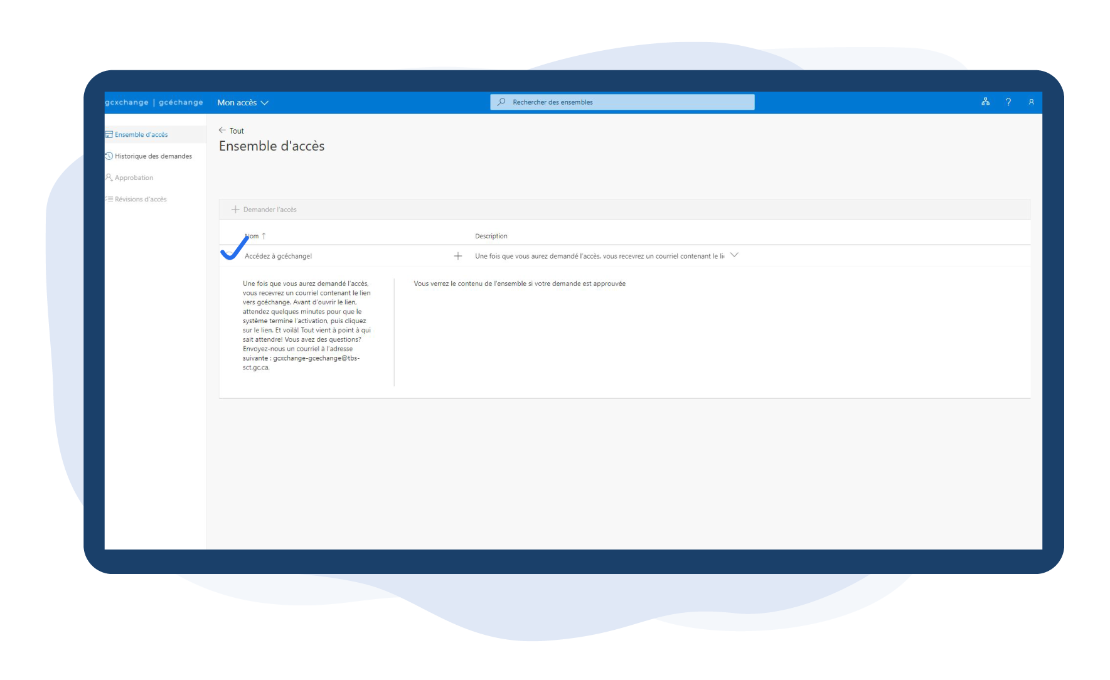 gcxchange | gcéchange
Mon accès
Rechercher des ensembles
?
Ensemble d'accès
Historique des demandes
Approbation
Révisions d'accès
← Tout
Ensemble d'accès
+ Demander l'accès
Nom ↑
Description
Accédez à gcéchange!
+
Une fois que vous aurez demandé l'accès, vous recevrez un courriel contenant le li
Une fois que vous aurez demandé l'accès,
vous recevrez un courriel contenant le lien
vers gcéchange. Avant d'ouvrir le lien,
attendez quelques minutes pour que le
système termine l'activation, puis cliquez
sur le lien. Et voilà! Tout vient à point à qui
sait attendre! Vous avez des questions?
Envoyez-nous un courriel à l'adresse
suivante : gcxchange-gcechange@tbs-
sct.gc.ca.
Vous verrez le contenu de l'ensemble si votre demande est approuvée